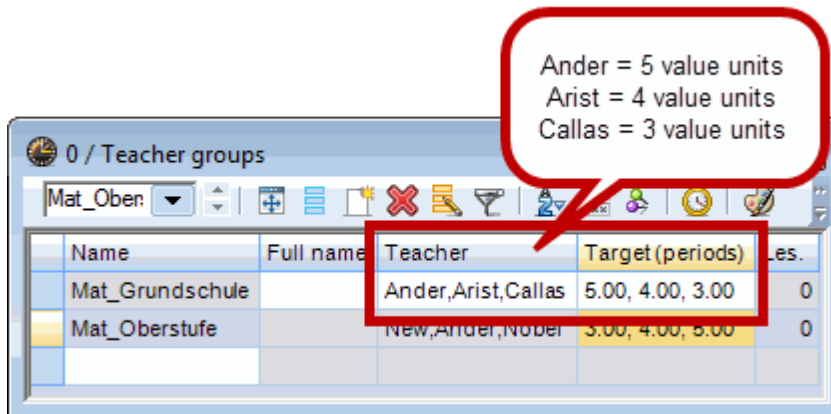 Ander = 5 value units
Arist = 4 value units
Callas = 3 value units
0 / Teacher groups
Mat_Ober
Name Full name Teacher Target (periods) Les.
Mat_Grundschule Ander,Arist,Callas 5.00, 4.00, 3.00 0
Mat_Oberstufe New,Ander,Nobel 3.00, 4.00, 5.00 0